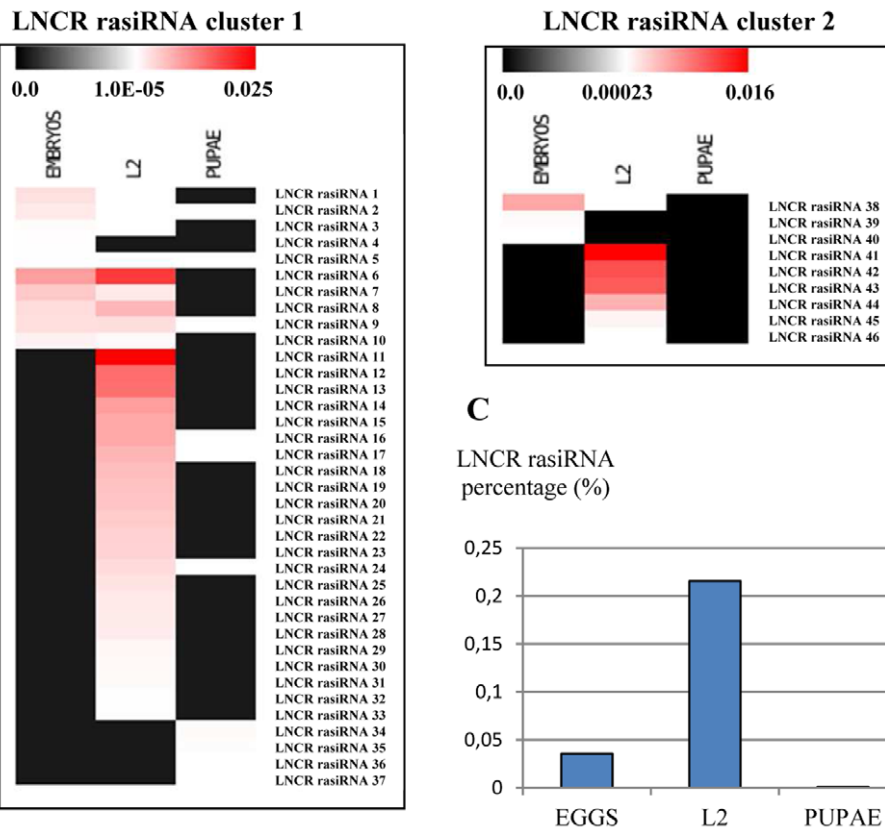 LNCR rasiRNA cluster 1
0.0 1.0E-05 0.025
EMBRYOS L2 PUPAE
LNCR rasiRNA 1
LNCR rasiRNA 2
LNCR rasiRNA 3
LNCR rasiRNA 4
LNCR rasiRNA 5
LNCR rasiRNA 6
LNCR rasiRNA 7
LNCR rasiRNA 8
LNCR rasiRNA 9
LNCR rasiRNA 10
LNCR rasiRNA 11
LNCR rasiRNA 12
LNCR rasiRNA 13
LNCR rasiRNA 14
LNCR rasiRNA 15
LNCR rasiRNA 16
LNCR rasiRNA 17
LNCR rasiRNA 18
LNCR rasiRNA 19
LNCR rasiRNA 20
LNCR rasiRNA 21
LNCR rasiRNA 22
LNCR rasiRNA 23
LNCR rasiRNA 24
LNCR rasiRNA 25
LNCR rasiRNA 26
LNCR rasiRNA 27
LNCR rasiRNA 28
LNCR rasiRNA 29
LNCR rasiRNA 30
LNCR rasiRNA 31
LNCR rasiRNA 32
LNCR rasiRNA 33
LNCR rasiRNA 34
LNCR rasiRNA 35
LNCR rasiRNA 36
LNCR rasiRNA 37
LNCR rasiRNA cluster 2
0.0 0.00023 0.016
EMBRYOS L2 PUPAE
LNCR rasiRNA 38
LNCR rasiRNA 39
LNCR rasiRNA 40
LNCR rasiRNA 41
LNCR rasiRNA 42
LNCR rasiRNA 43
LNCR rasiRNA 44
LNCR rasiRNA 45
LNCR rasiRNA 46
C
LNCR rasiRNA
percentage (%)
0,25
0,2
0,15
0,1
0,05
0
EGGS L2 PUPAE